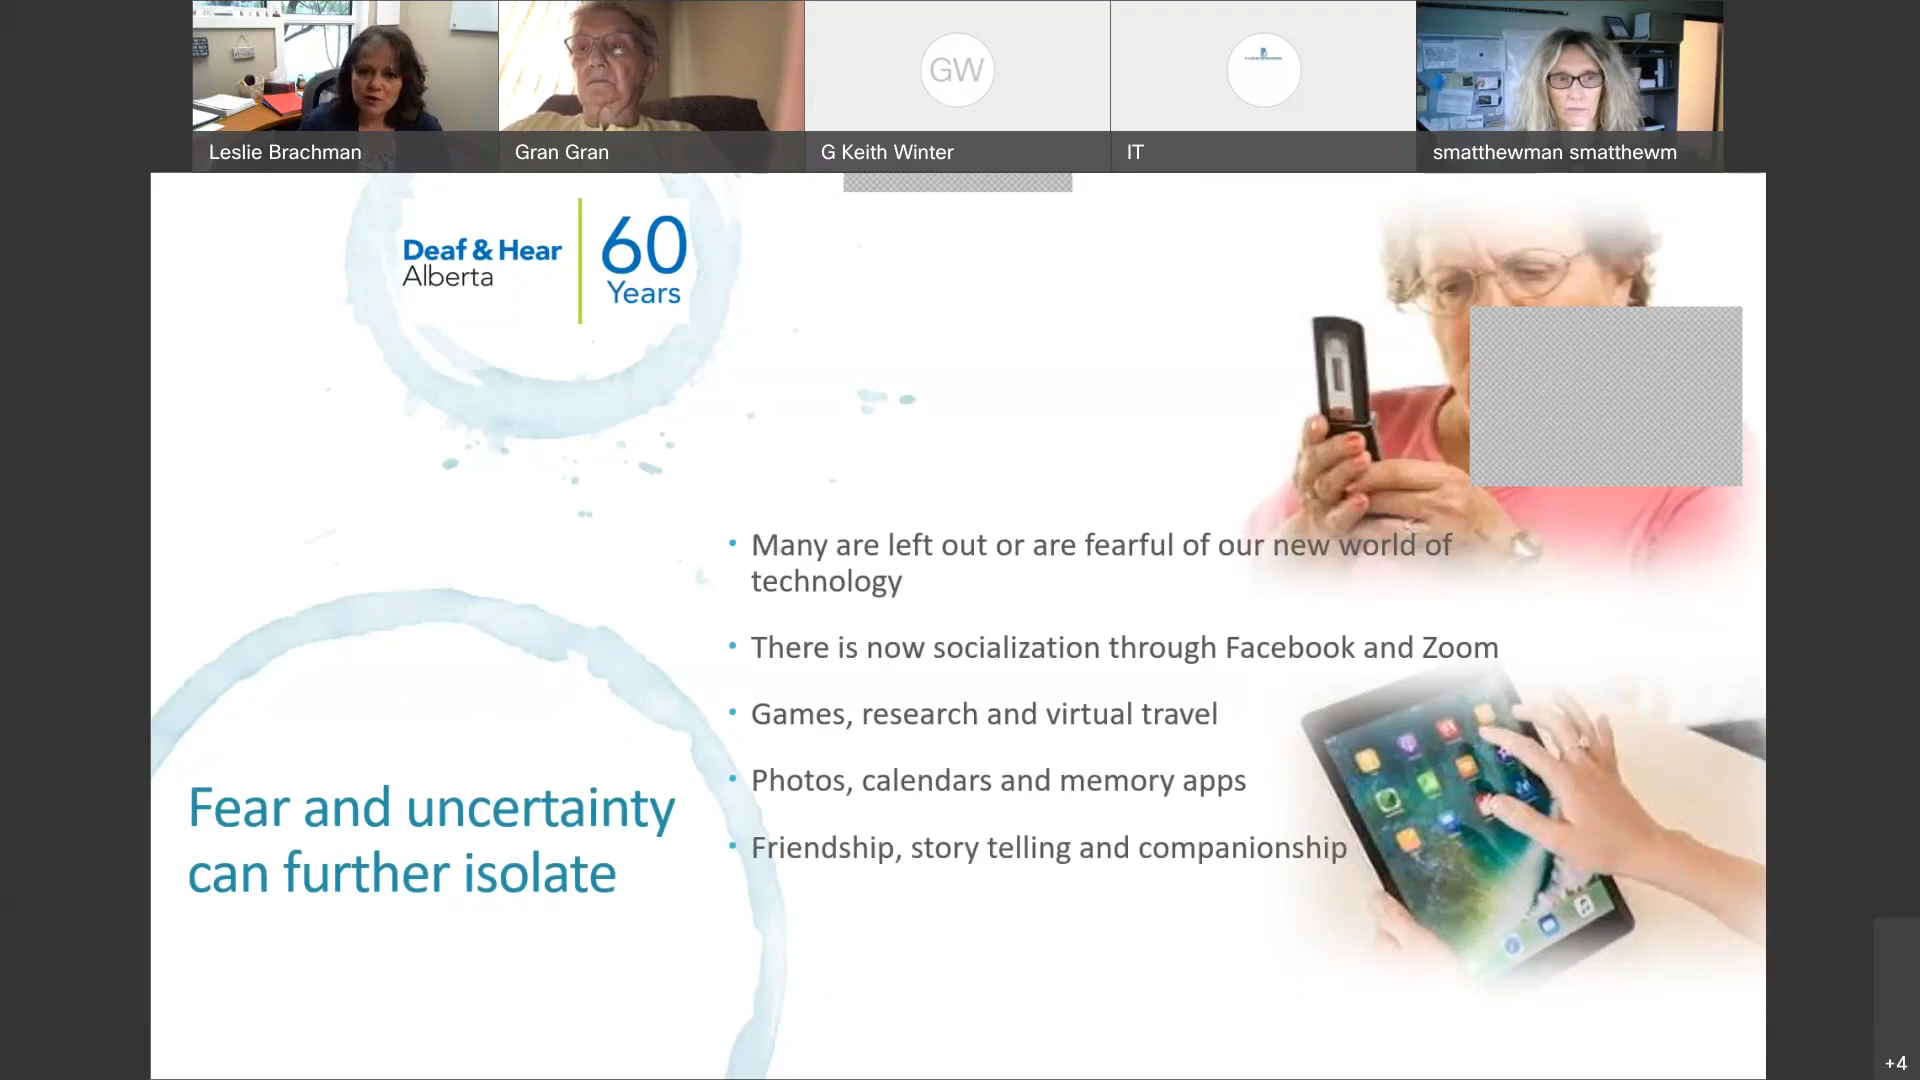 Leslie Brachman
Gran Gran
GW
G Keith Winter
IT
smatthewman smatthewm
Deaf & Hear
Alberta
60
Years
• Many are left out or are fearful of our new world of
technology
• There is now socialization through Facebook and Zoom
• Games, research and virtual travel
• Photos, calendars and memory apps
• Friendship, story telling and companionship
Fear and uncertainty
can further isolate
+4